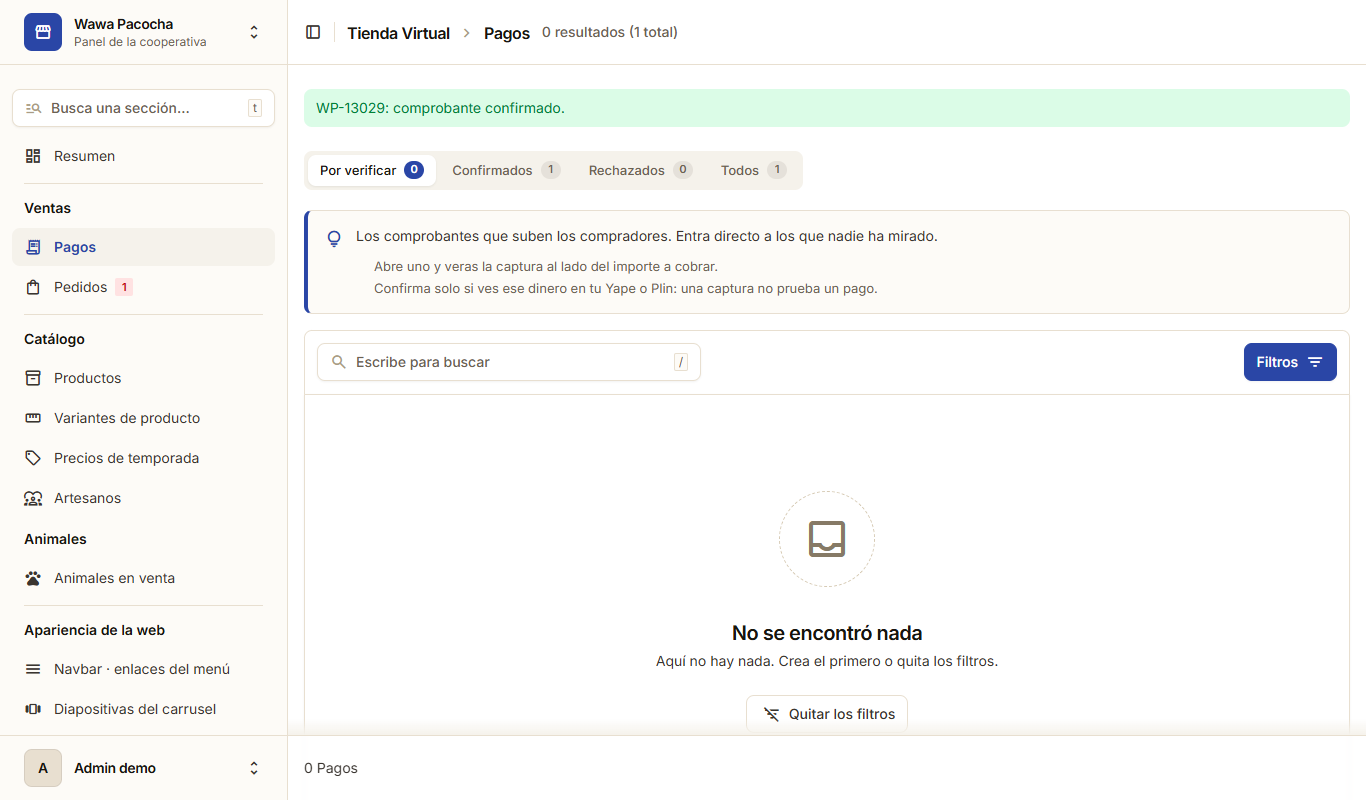 Wawa Pacocha
Panel de la cooperativa
Tienda Virtual > Pagos 0 resultados (1 total)
Busca una sección... t
Resumen
Ventas
Pagos
Pedidos 1
Catálogo
Productos
Variantes de producto
Precios de temporada
Artesanos
Animales
Animales en venta
Apariencia de la web
Navbar · enlaces del menú
Diapositivas del carrusel
A Admin demo
WP-13029: comprobante confirmado.
Por verificar 0 Confirmados 1 Rechazados 0 Todos 1
Los comprobantes que suben los compradores. Entra directo a los que nadie ha mirado.
Abre uno y veras la captura al lado del importe a cobrar.
Confirma solo si ves ese dinero en tu Yape o Plin: una captura no prueba un pago.
Escribe para buscar / Filtros
No se encontró nada
Aquí no hay nada. Crea el primero o quita los filtros.
Quitar los filtros
0 Pagos